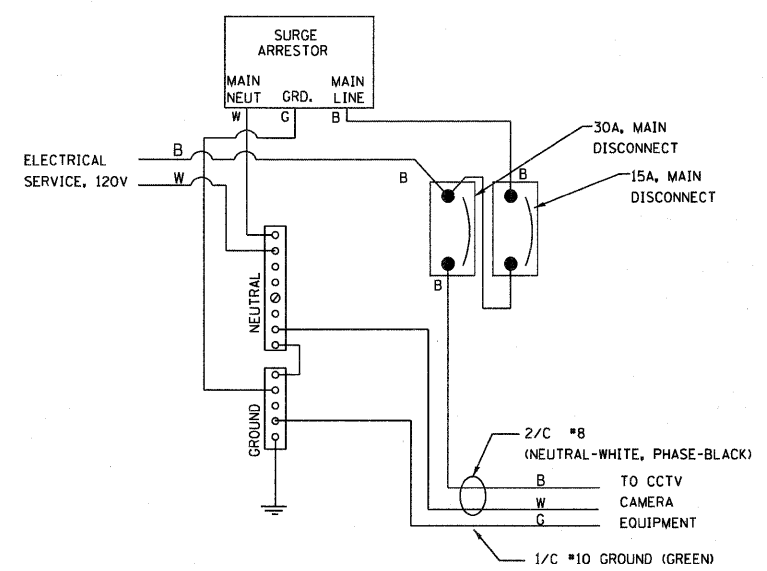 SURGE
ARRESTOR
MAIN
NEUT
GRD.
MAIN
LINE
W
G
B
ELECTRICAL
SERVICE, 120V
B
W
B
B
B
30A, MAIN
DISCONNECT
15A, MAIN
DISCONNECT
NEUTRAL
GROUND
2/C #8
(NEUTRAL-WHITE, PHASE-BLACK)
B
W
G
TO CCTV
CAMERA
EQUIPMENT
1/C #10 GROUND (GREEN)